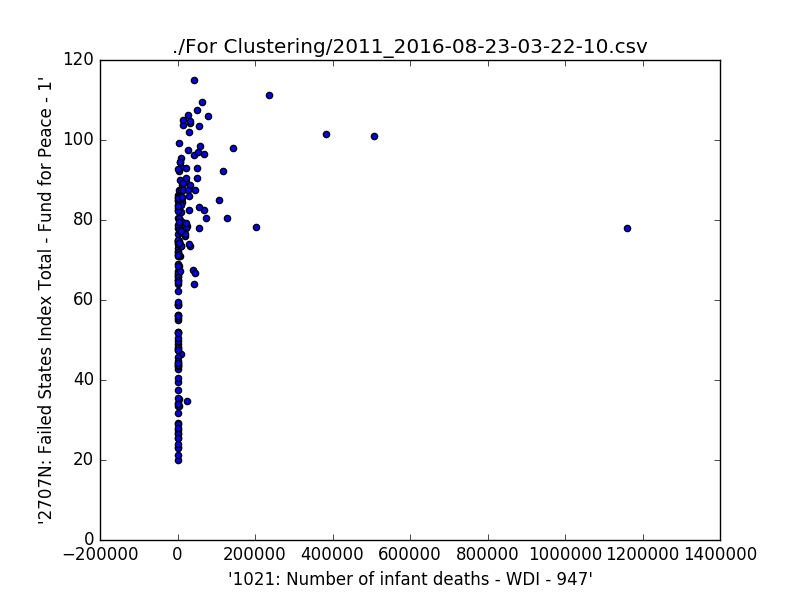 ./For Clustering/2011_2016-08-23-03-22-10.csv
120
100
80
60
40
20
0
'2707N: Failed States Index Total - Fund for Peace - 1'
−200000 0 200000 400000 600000 800000 1000000 1200000 1400000
'1021: Number of infant deaths - WDI - 947'